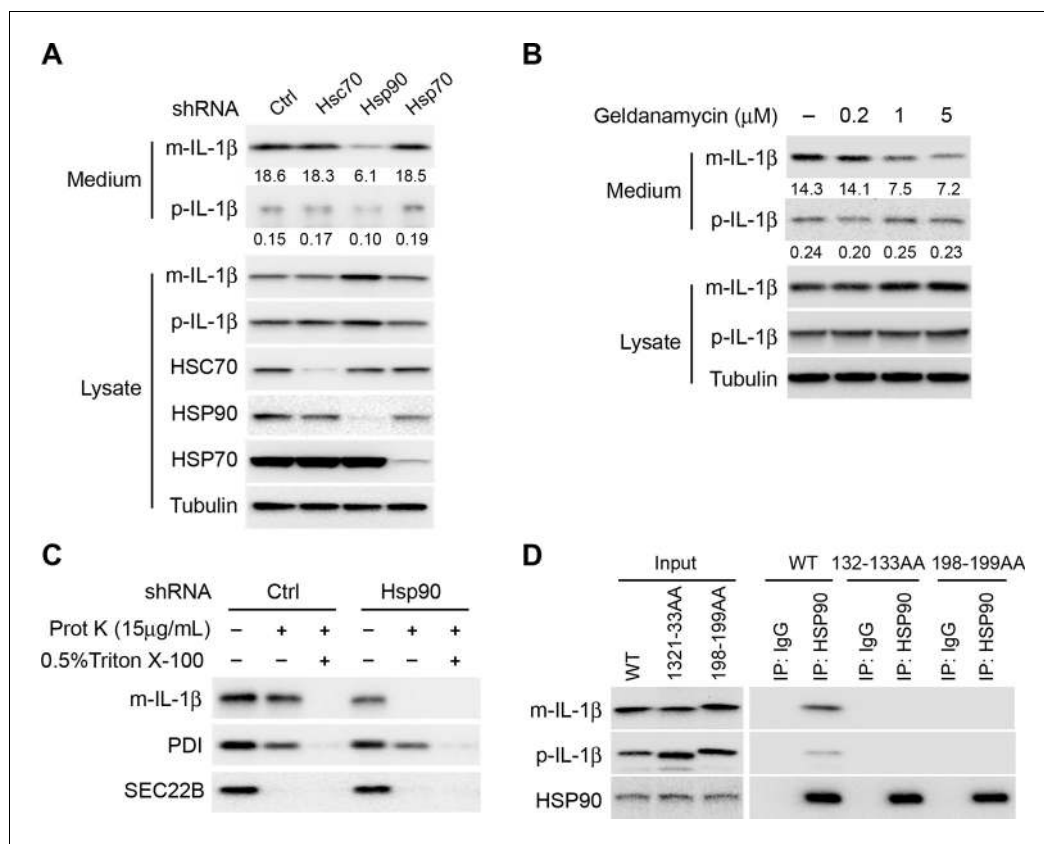 A
shRNA Ctrl Hsc70 Hsp90 Hsp70
Medium
m-IL-1β
18.6 18.3 6.1 18.5
p-IL-1β
0.15 0.17 0.10 0.19
Lysate
m-IL-1β
p-IL-1β
HSC70
HSP90
HSP70
Tubulin
B
Geldanamycin (μM) – 0.2 1 5
Medium
m-IL-1β
14.3 14.1 7.5 7.2
p-IL-1β
0.24 0.20 0.25 0.23
Lysate
m-IL-1β
p-IL-1β
Tubulin
C
shRNA Ctrl Hsp90
Prot K (15μg/mL) – + + – + +
0.5%Triton X-100 – – + – – +
m-IL-1β
PDI
SEC22B
D
Input WT 132-133AA 198-199AA
WT 1321-33AA 198-199AA IP: IgG IP: HSP90 IP: IgG IP: HSP90 IP: IgG IP: HSP90
m-IL-1β
p-IL-1β
HSP90